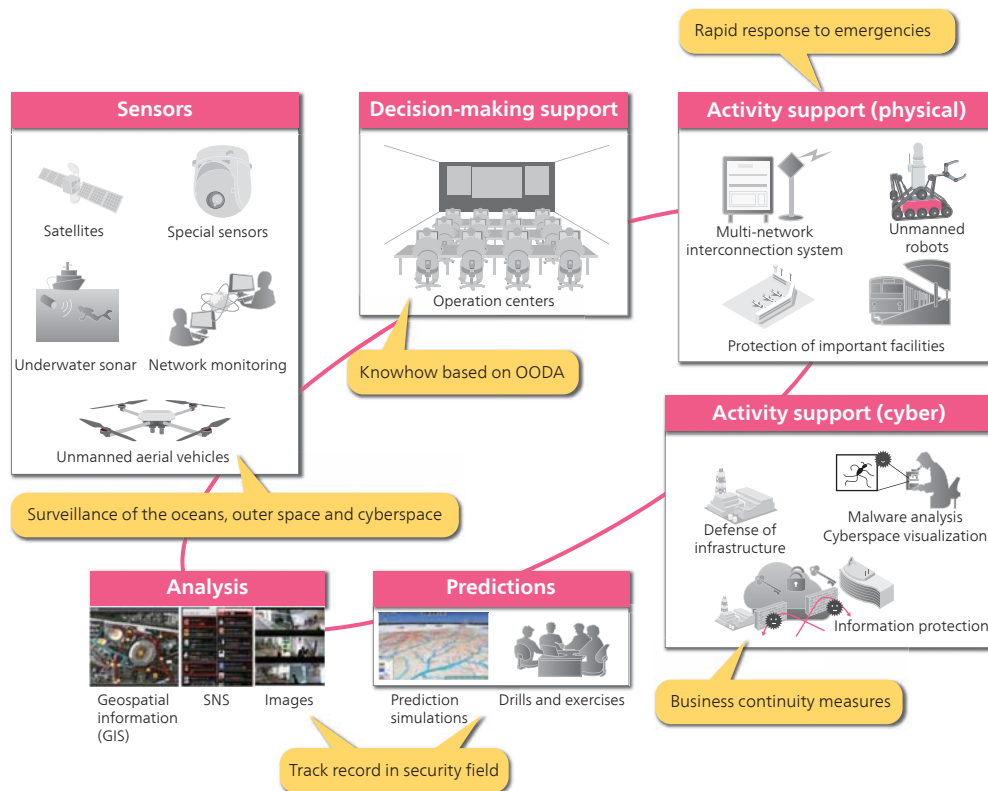 Rapid response to emergencies
Sensors
Satellites
Special sensors
Underwater sonar
Network monitoring
Unmanned aerial vehicles
Surveillance of the oceans, outer space and cyberspace
Decision-making support
Operation centers
Knowhow based on OODA
Activity support (physical)
Multi-network
interconnection system
Unmanned
robots
Protection of important facilities
Activity support (cyber)
Defense of
infrastructure
Malware analysis
Cyberspace visualization
Information protection
Business continuity measures
Analysis
Geospatial
information
(GIS)
SNS
Images
Predictions
Prediction
simulations
Drills and exercises
Track record in security field